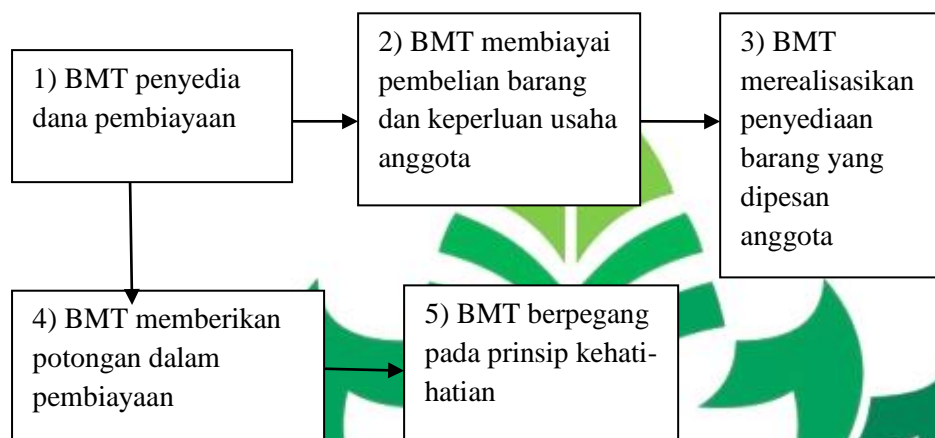 1) BMT penyedia
dana pembiayaan
2) BMT membiayai
pembelian barang
dan keperluan usaha
anggota
3) BMT
merealisasikan
penyediaan
barang yang
dipesan
anggota
4) BMT memberikan
potongan dalam
pembiayaan
5) BMT berpegang
pada prinsip kehati-
hatian